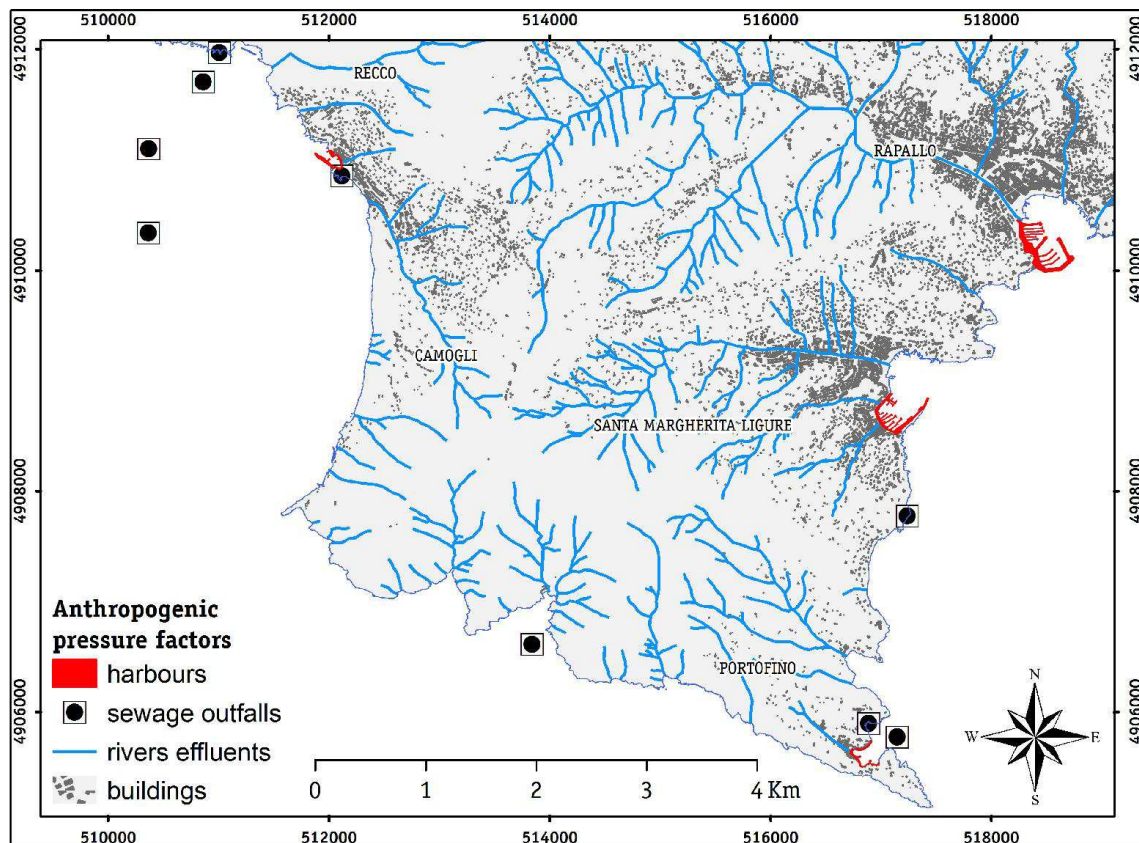 510000 512000 514000 516000 518000
4912000
4912000
RECCO
RAPALLO
4910000
4910000
CAMOGLI
SANTA MARGHERITA LIGURE
4908000
4908000
Anthropogenic
pressure factors
harbours
sewage outfalls
rivers effluents
buildings
PORTOFINO
4906000
4906000
N
W
E
S
0 1 2 3 4 Km
510000 512000 514000 516000 518000